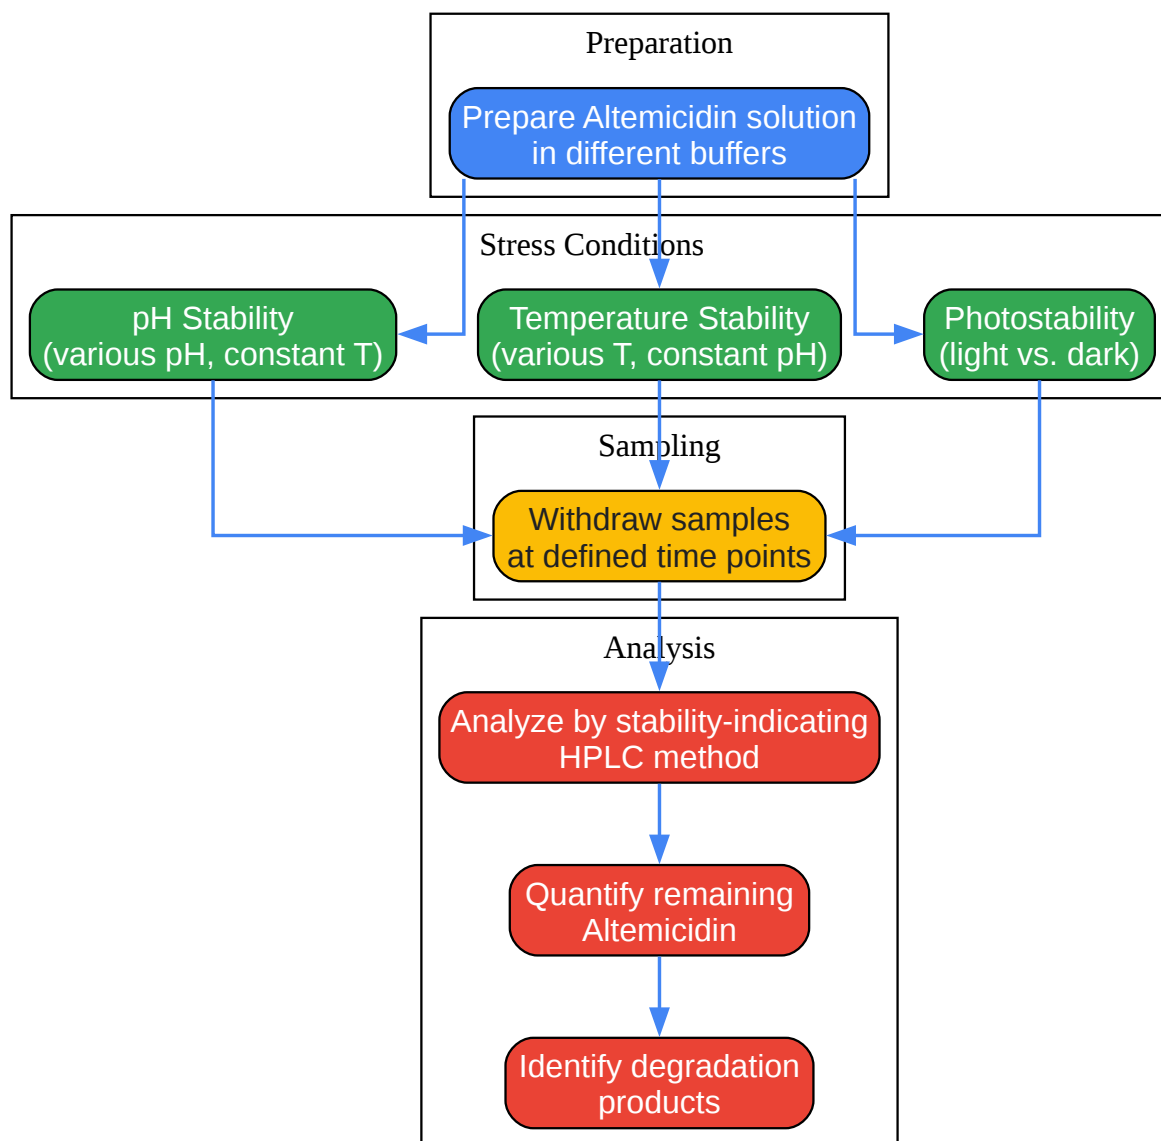 Preparation
Prepare Altemicidin solution
in different buffers
Stress Conditions
pH Stability
(various pH, constant T)
Temperature Stability
(various T, constant pH)
Photostability
(light vs. dark)
Sampling
Withdraw samples
at defined time points
Analysis
Analyze by stability-indicating
HPLC method
Quantify remaining
Altemicidin
Identify degradation
products